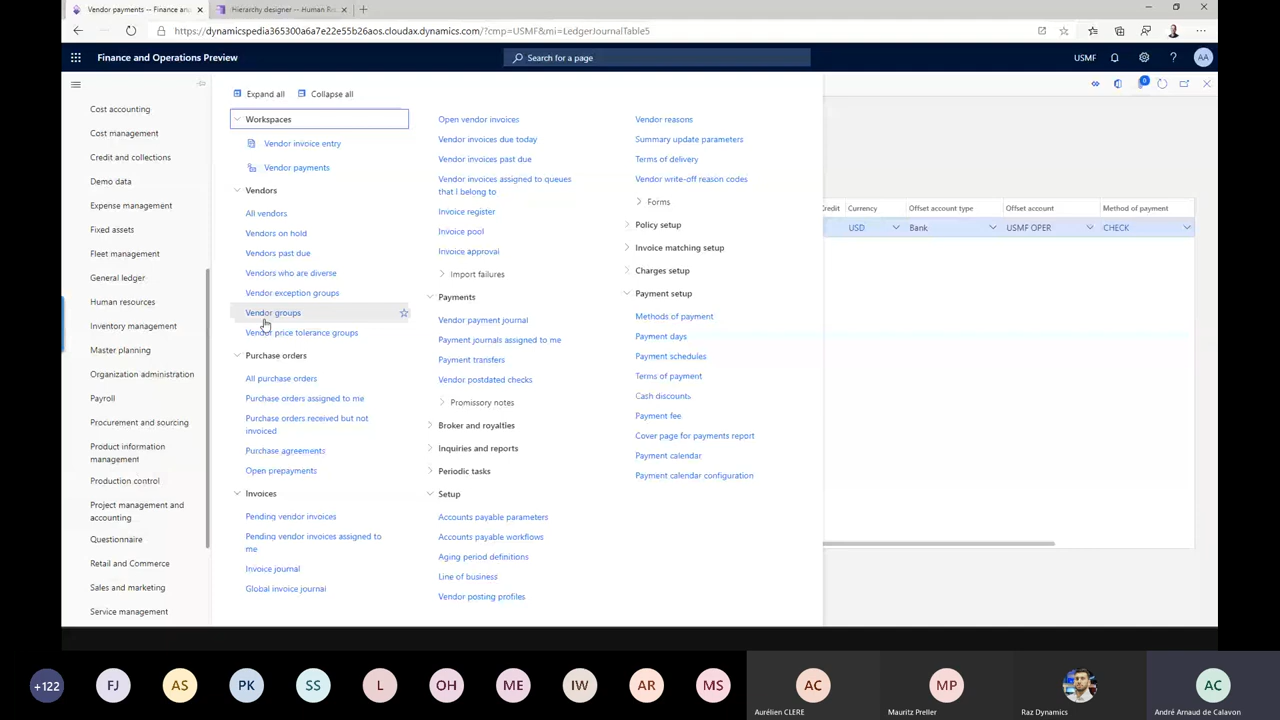 Vendor payments -- Finance and
Hierarchy designer -- Human Re
https://dynamicspedia365300a6a7e22e55b26aos.cloudax.dynamics.com/?cmp=USMF&mi=LedgerJournalTable5
Finance and Operations Preview
Search for a page
USMF
AA
Cost accounting
Cost management
Credit and collections
Demo data
Expense management
Fixed assets
Fleet management
General ledger
Human resources
Inventory management
Master planning
Organization administration
Payroll
Procurement and sourcing
Product information
management
Production control
Project management and
accounting
Questionnaire
Retail and Commerce
Sales and marketing
Service management
Expand all
Collapse all
Workspaces
Vendor invoice entry
Vendor payments
Vendors
All vendors
Vendors on hold
Vendors past due
Vendors who are diverse
Vendor exception groups
Vendor groups
Vendor price tolerance groups
Purchase orders
All purchase orders
Purchase orders assigned to me
Purchase orders received but not
invoiced
Purchase agreements
Open prepayments
Invoices
Pending vendor invoices
Pending vendor invoices assigned to
me
Invoice journal
Global invoice journal
Open vendor invoices
Vendor invoices due today
Vendor invoices past due
Vendor invoices assigned to queues
that I belong to
Invoice register
Invoice pool
Invoice approval
Import failures
Payments
Vendor payment journal
Payment journals assigned to me
Payment transfers
Vendor postdated checks
Promissory notes
Broker and royalties
Inquiries and reports
Periodic tasks
Setup
Accounts payable parameters
Accounts payable workflows
Aging period definitions
Line of business
Vendor posting profiles
Vendor reasons
Summary update parameters
Terms of delivery
Vendor write-off reason codes
Forms
Policy setup
Invoice matching setup
Charges setup
Payment setup
Methods of payment
Payment days
Payment schedules
Terms of payment
Cash discounts
Payment fee
Cover page for payments report
Payment calendar
Payment calendar configuration
0
Credit
Currency
Offset account type
Offset account
Method of payment
USD
Bank
USMF OPER
CHECK
+122
FJ
AS
PK
SS
L
OH
ME
IW
AR
MS
AC
Aurélien CLERE
MP
Mauritz Preller
Raz Dynamics
AC
André Arnaud de Calavon